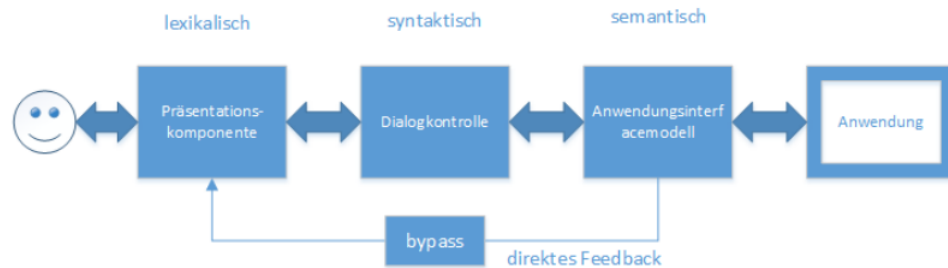 lexikalisch
syntaktisch
semantisch
Präsentations-
komponente
Dialogkontrolle
Anwendungsinterf
acemodell
Anwendung
bypass
direktes Feedback